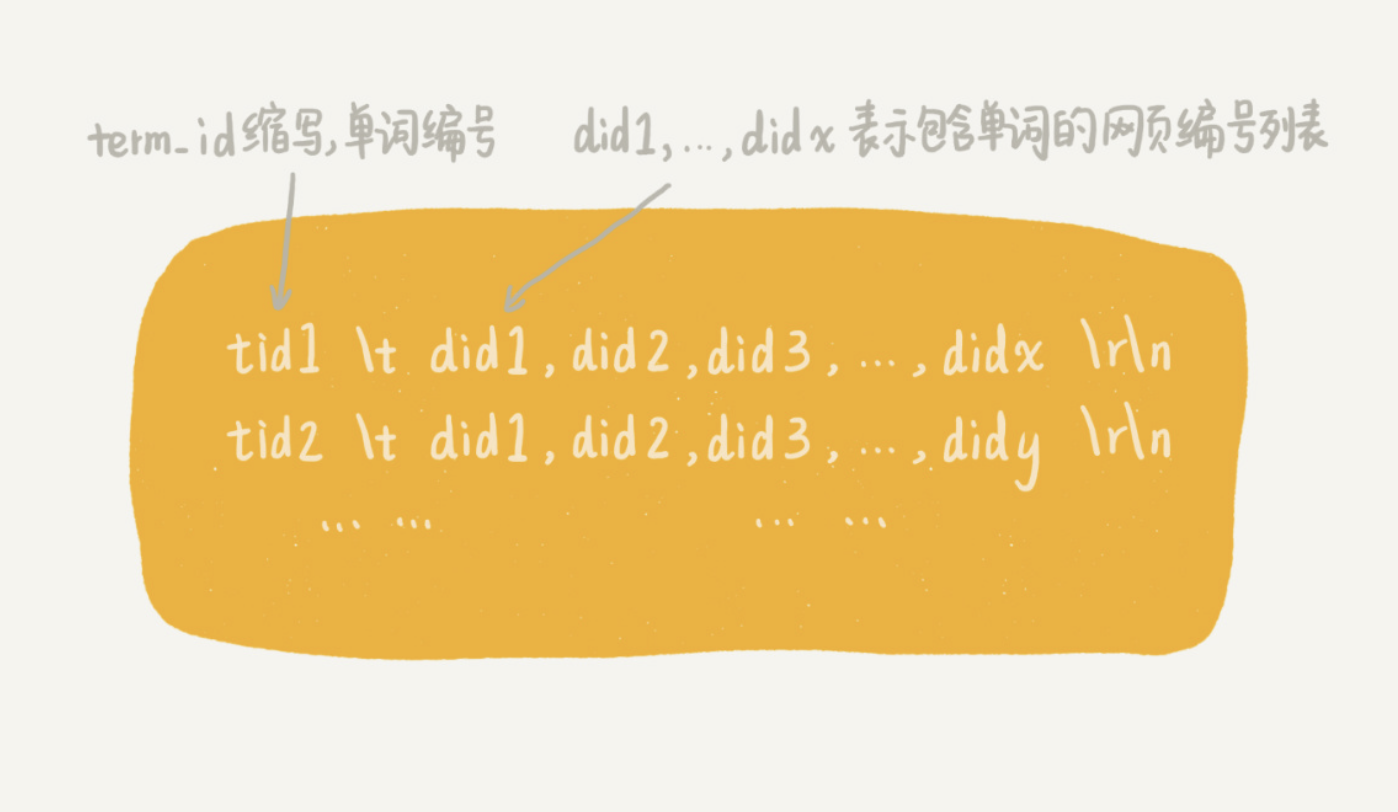 term_id缩写,单词编号 did1,...,didx 表示包含单词的网页编号列表
tid1 \t did1,did2,did3,...,didx \r\n
tid2 \t did1,did2,did3,...,didy \r\n
... ... ... ...